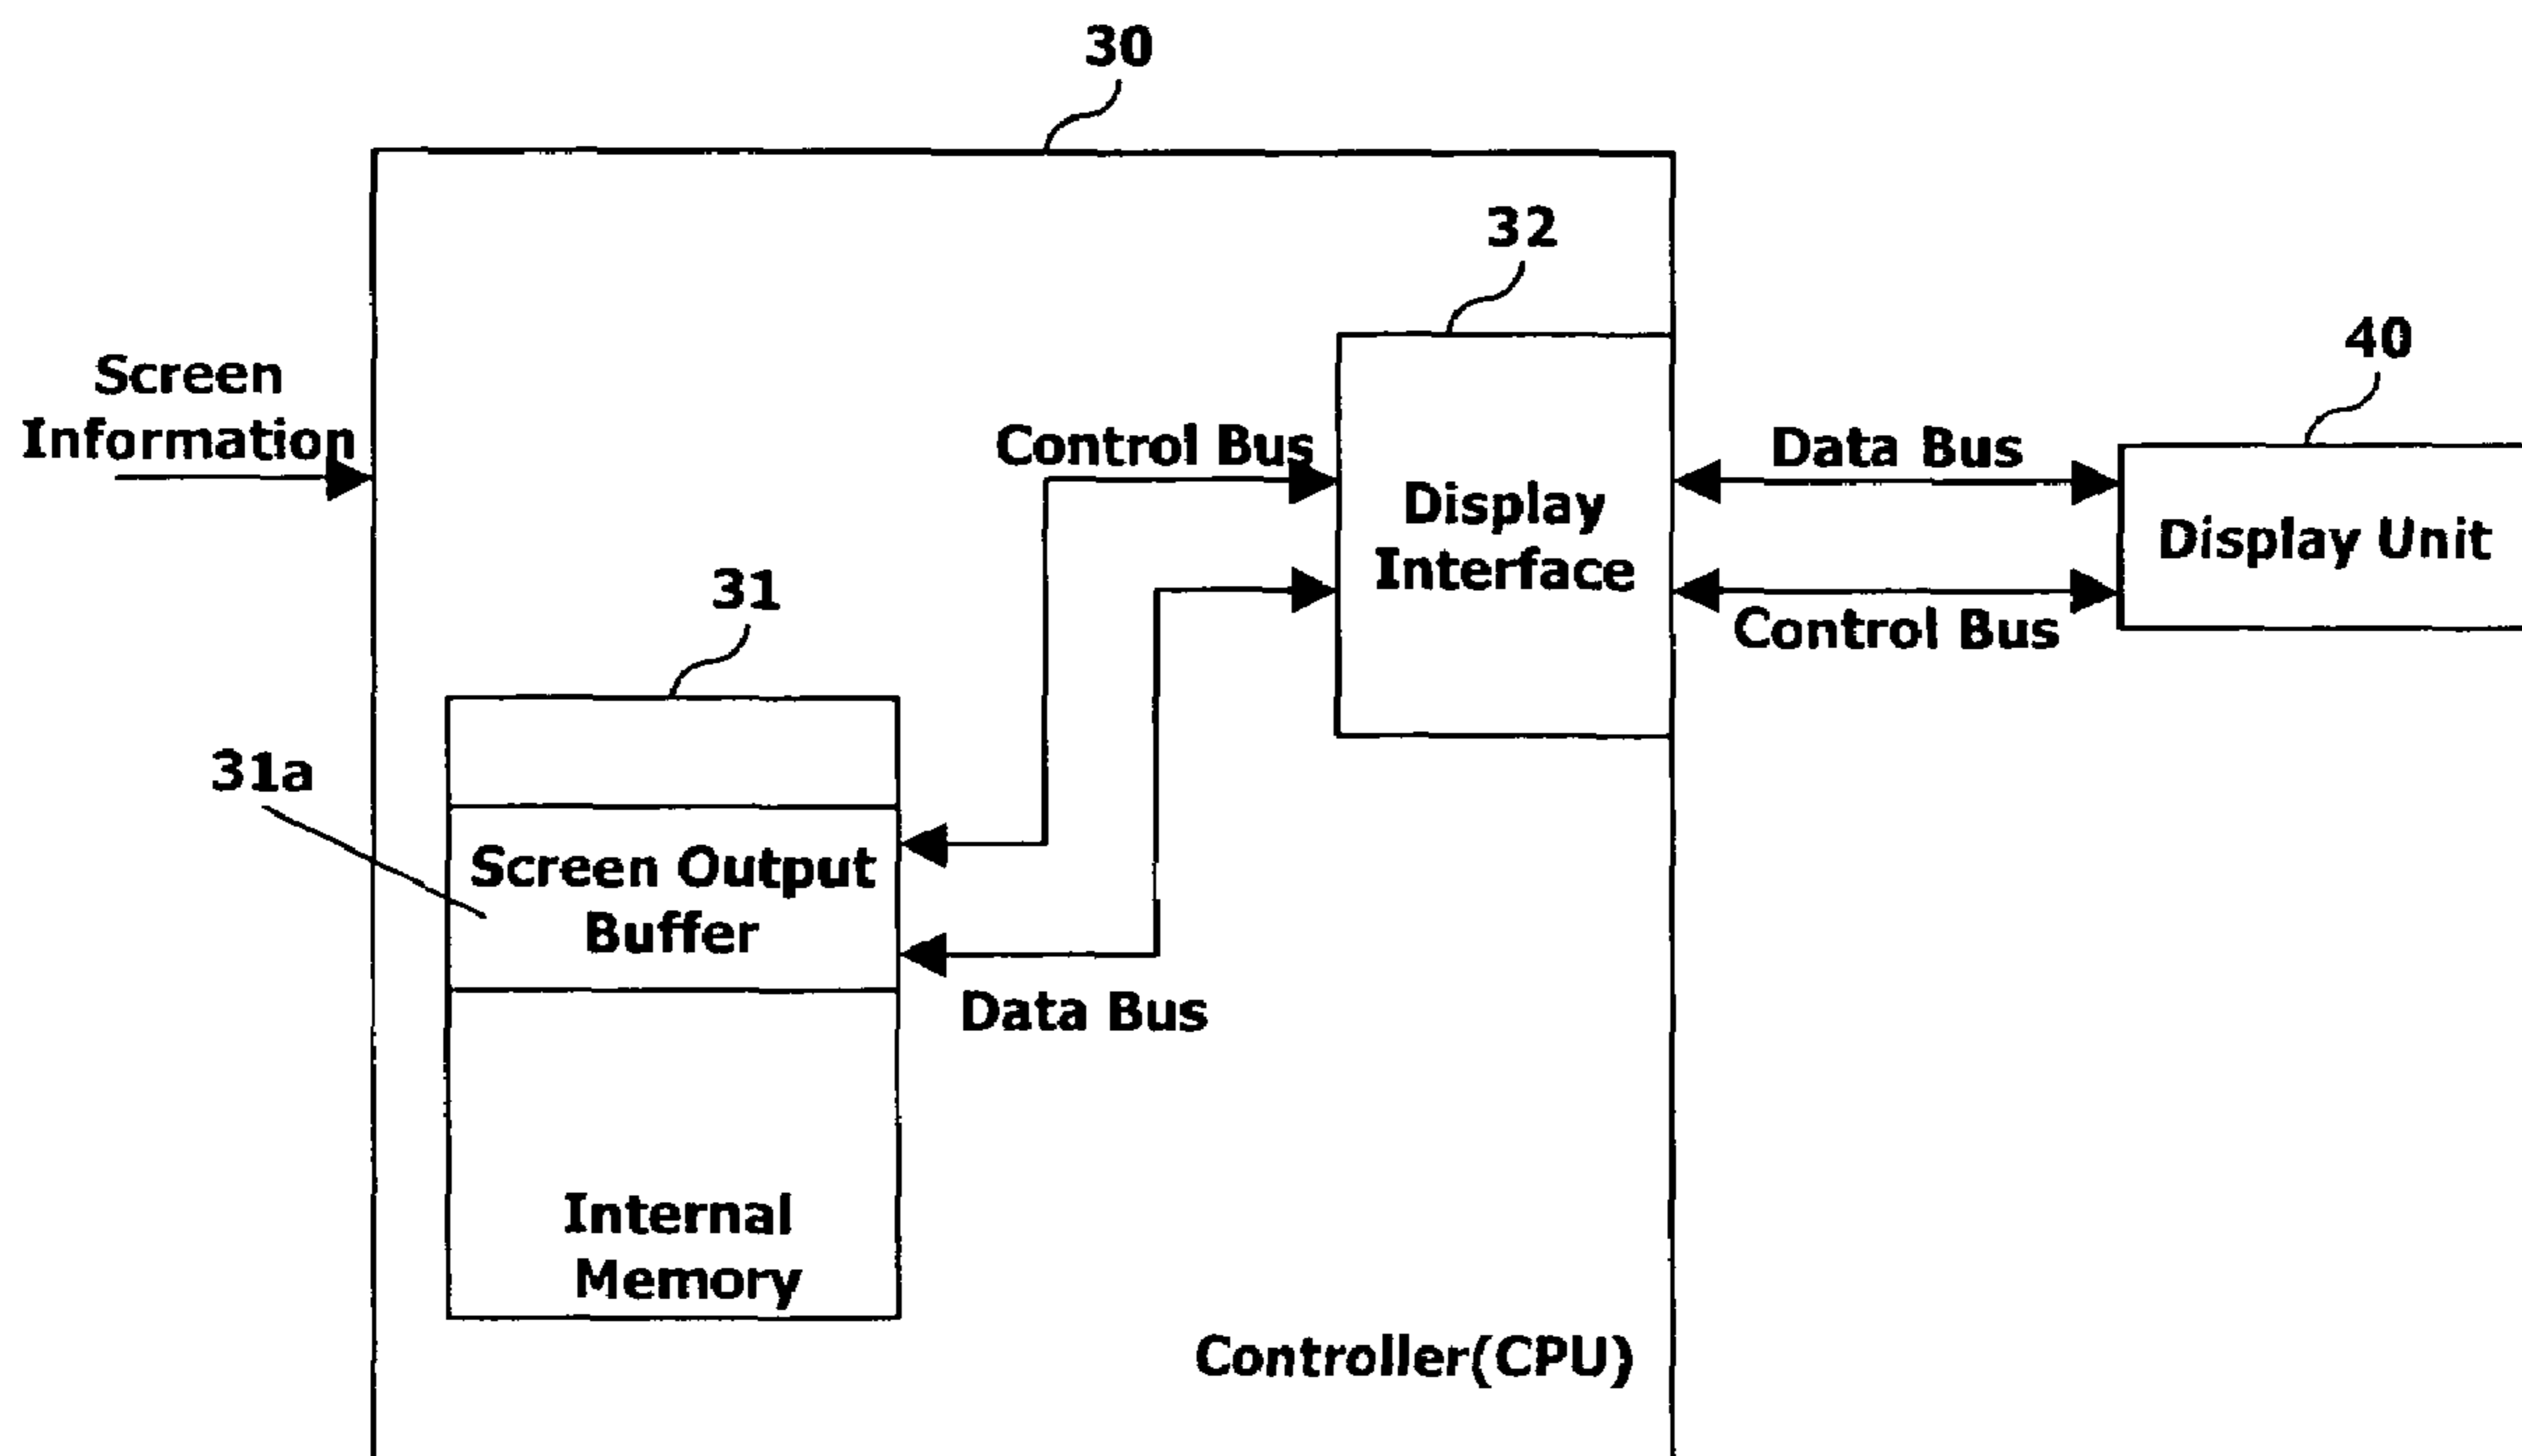 30
32
40
Screen
Information
Control Bus
Data Bus
Display
Interface
Display Unit
Control Bus
31
31a
Screen Output
Buffer
Data Bus
Internal
Memory
Controller(CPU)